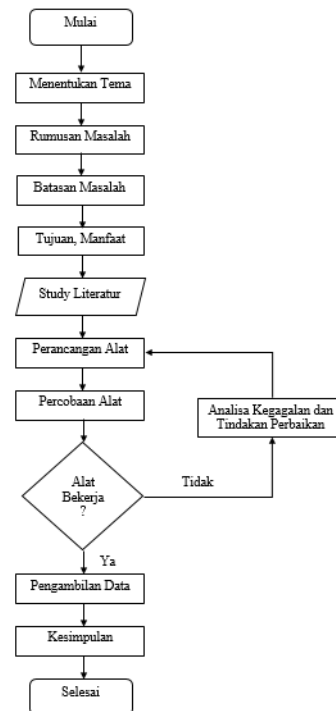 Mulai
Menentukan Tema
Rumusan Masalah
Batasan Masalah
Tujuan, Manfaat
Study Literatur
Perancangan Alat
Percobaan Alat
Analisa Kegagalan dan
Tindakan Perbaikan
Alat
Bekerja
?
Tidak
Ya
Pengambilan Data
Kesimpulan
Selesai